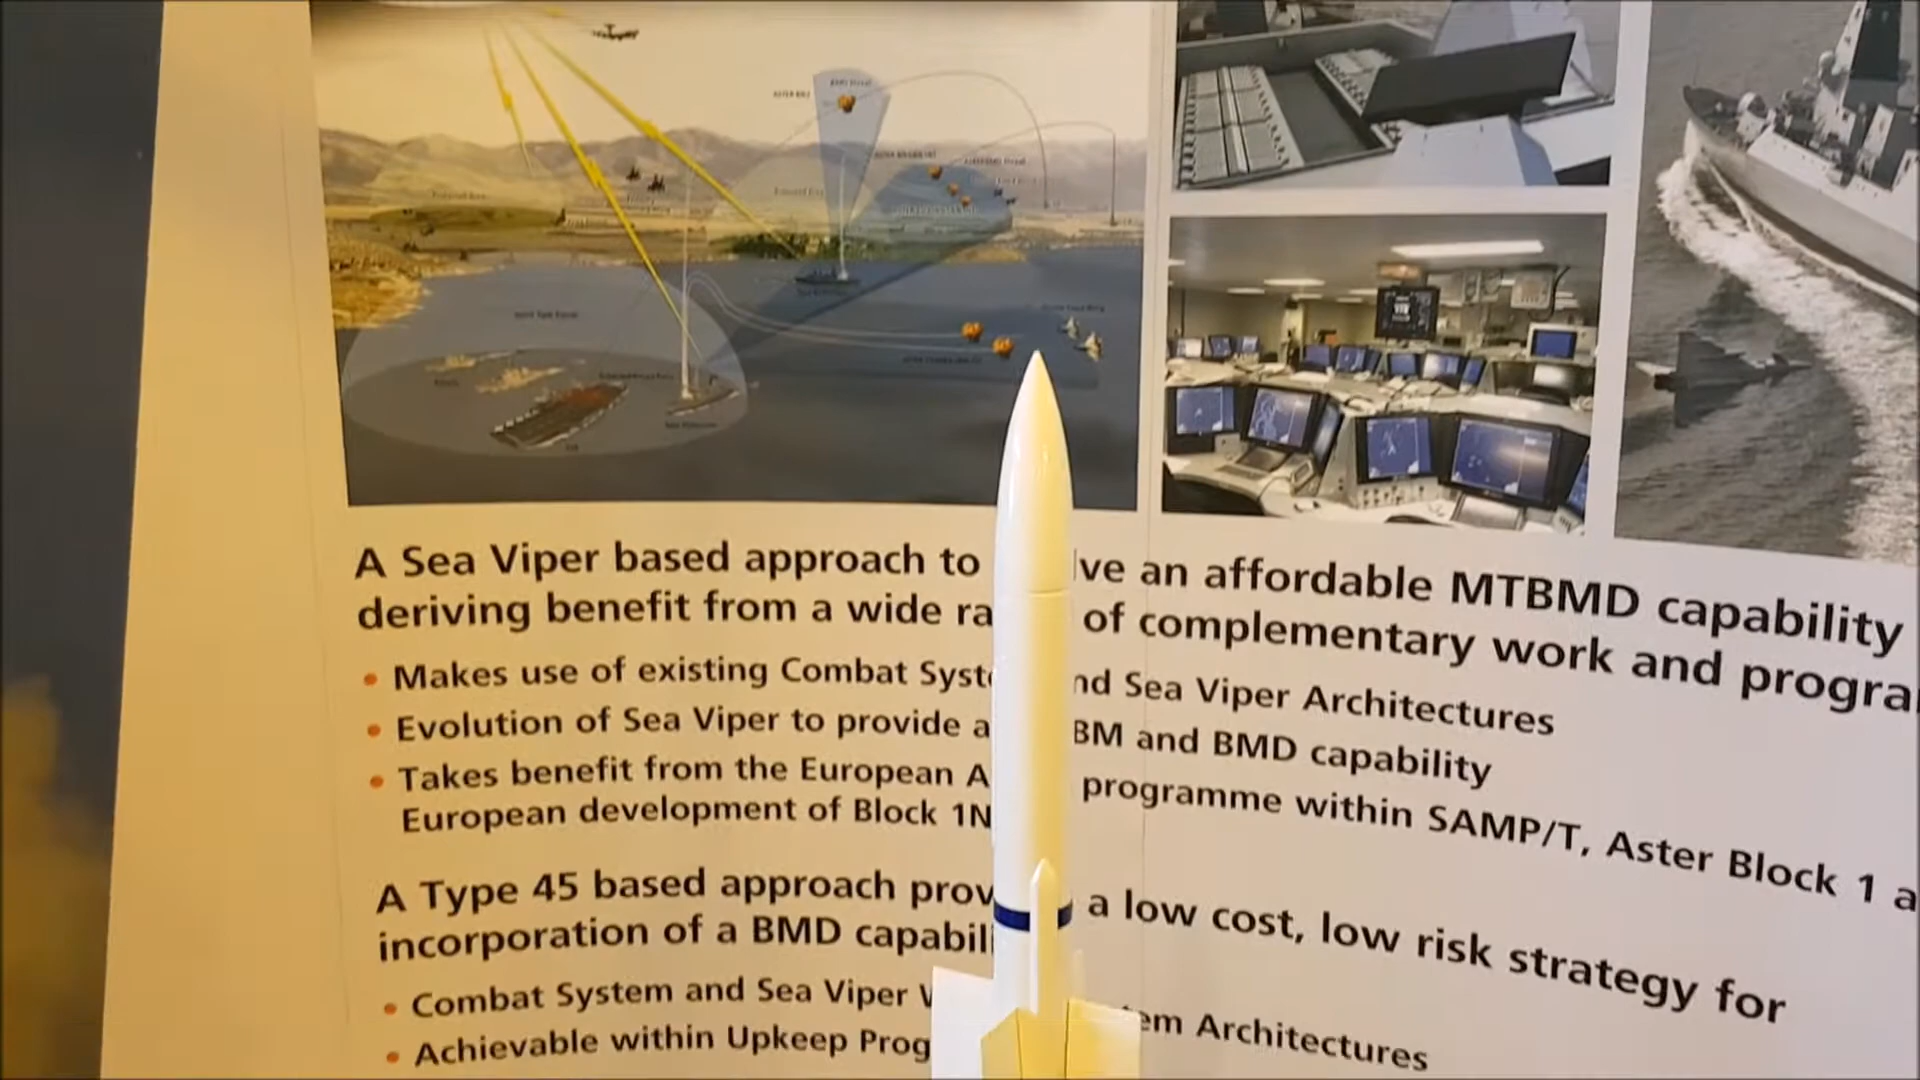 A Sea Viper based approach to ve an affordable MTBMD capability
deriving benefit from a wide ra of complementary work and progra
• Makes use of existing Combat Syst nd Sea Viper Architectures
• Evolution of Sea Viper to provide a BM and BMD capability
• Takes benefit from the European A programme within SAMP/T, Aster Block 1 a
European development of Block 1N
A Type 45 based approach prov a low cost, low risk strategy for
incorporation of a BMD capabil
• Combat System and Sea Viper em Architectures
• Achievable within Upkeep Prog